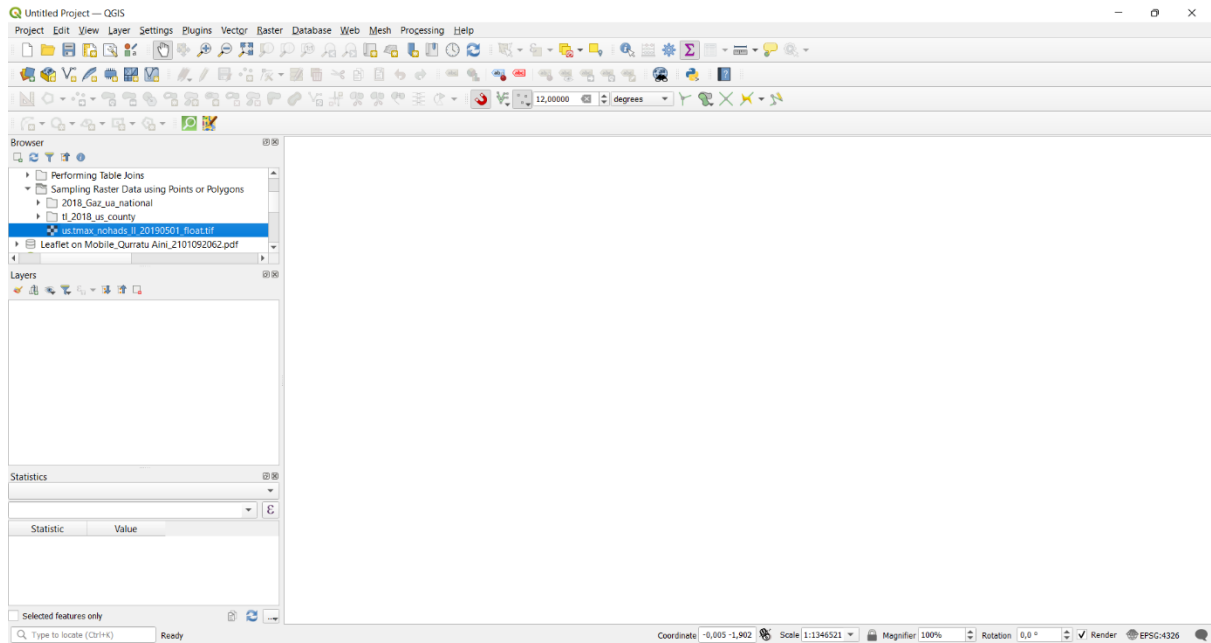 Untitled Project — QGIS
Project Edit View Layer Settings Plugins Vector Raster Database Web Mesh Processing Help
12,00000 degrees
Browser
Performing Table Joins
Sampling Raster Data using Points or Polygons
2018_Gaz_ua_national
tl_2018_us_county
us.tmax_nohads_ll_20190501_float.tif
Leaflet on Mobile_Qurratu Aini_2101092062.pdf
Layers
Statistics
ε
Statistic Value
Selected features only
Type to locate (Ctrl+K) Ready Coordinate -0,005 -1,902 Scale 1:1346521 Magnifier 100% Rotation 0,0 ° Render EPSG:4326